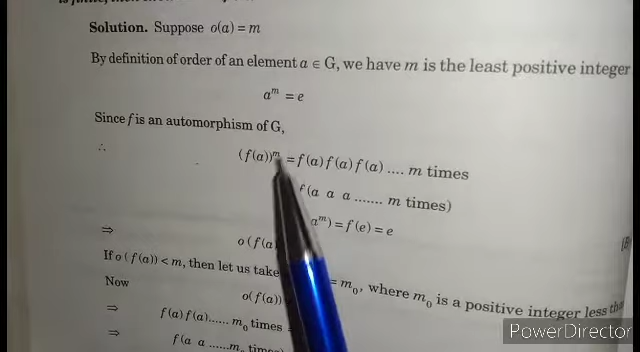 Solution. Suppose o(a) = m
By definition of order of an element a ∈ G, we have m is the least positive integer
aᵐ = e
Since f is an automorphism of G,
∴ (f(a))ᵐ = f(a) f(a) f(a) .... m times
f(a a a ....... m times)
aᵐ) = f(e) = e
⇒ o(f(a
If o(f(a)) < m, then let us take = m₀, where m₀ is a positive integer less
Now o(f(a))
⇒ f(a) f(a)...... m₀ times
⇒ f(a a ......m₀ times
PowerDirector